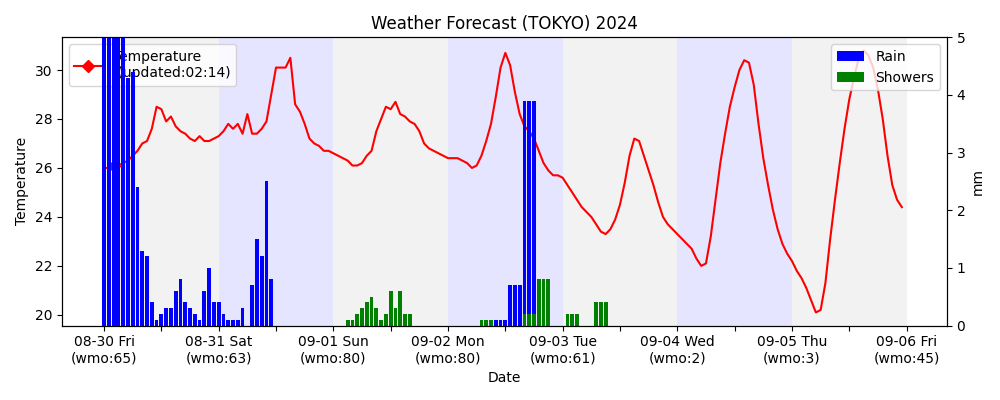 Weather Forecast (TOKYO) 2024
Temperature
(updated:02:14)
Rain
Showers
Temperature
30
28
26
24
22
20
5
4
3
2
1
0
mm
08-30 Fri
(wmo:65)
08-31 Sat
(wmo:63)
09-01 Sun
(wmo:80)
09-02 Mon
(wmo:80)
09-03 Tue
(wmo:61)
09-04 Wed
(wmo:2)
09-05 Thu
(wmo:3)
09-06 Fri
(wmo:45)
Date